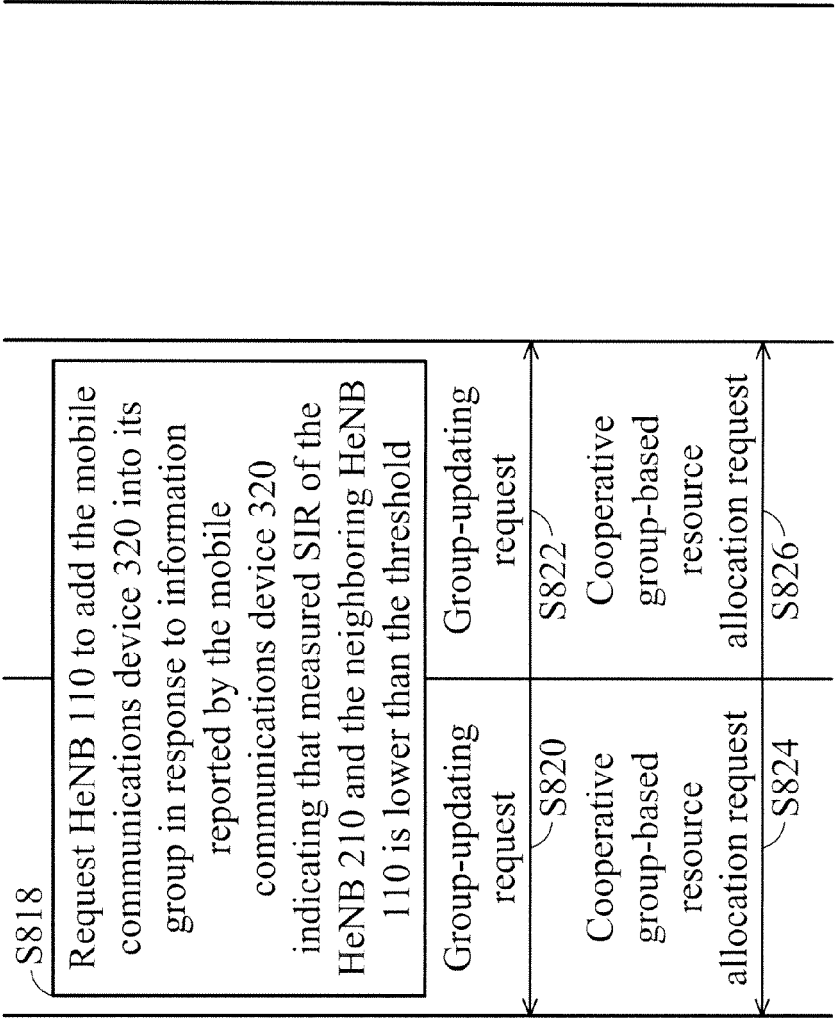 S818
Request HeNB 110 to add the mobile
communications device 320 into its
group in response to information
reported by the mobile
communications device 320
indicating that measured SIR of the
HeNB 210 and the neighboring HeNB
110 is lower than the threshold
Group-updating
request
S820
Group-updating
request
S822
Cooperative
group-based
resource
allocation request
S824
Cooperative
group-based
resource
allocation request
S826